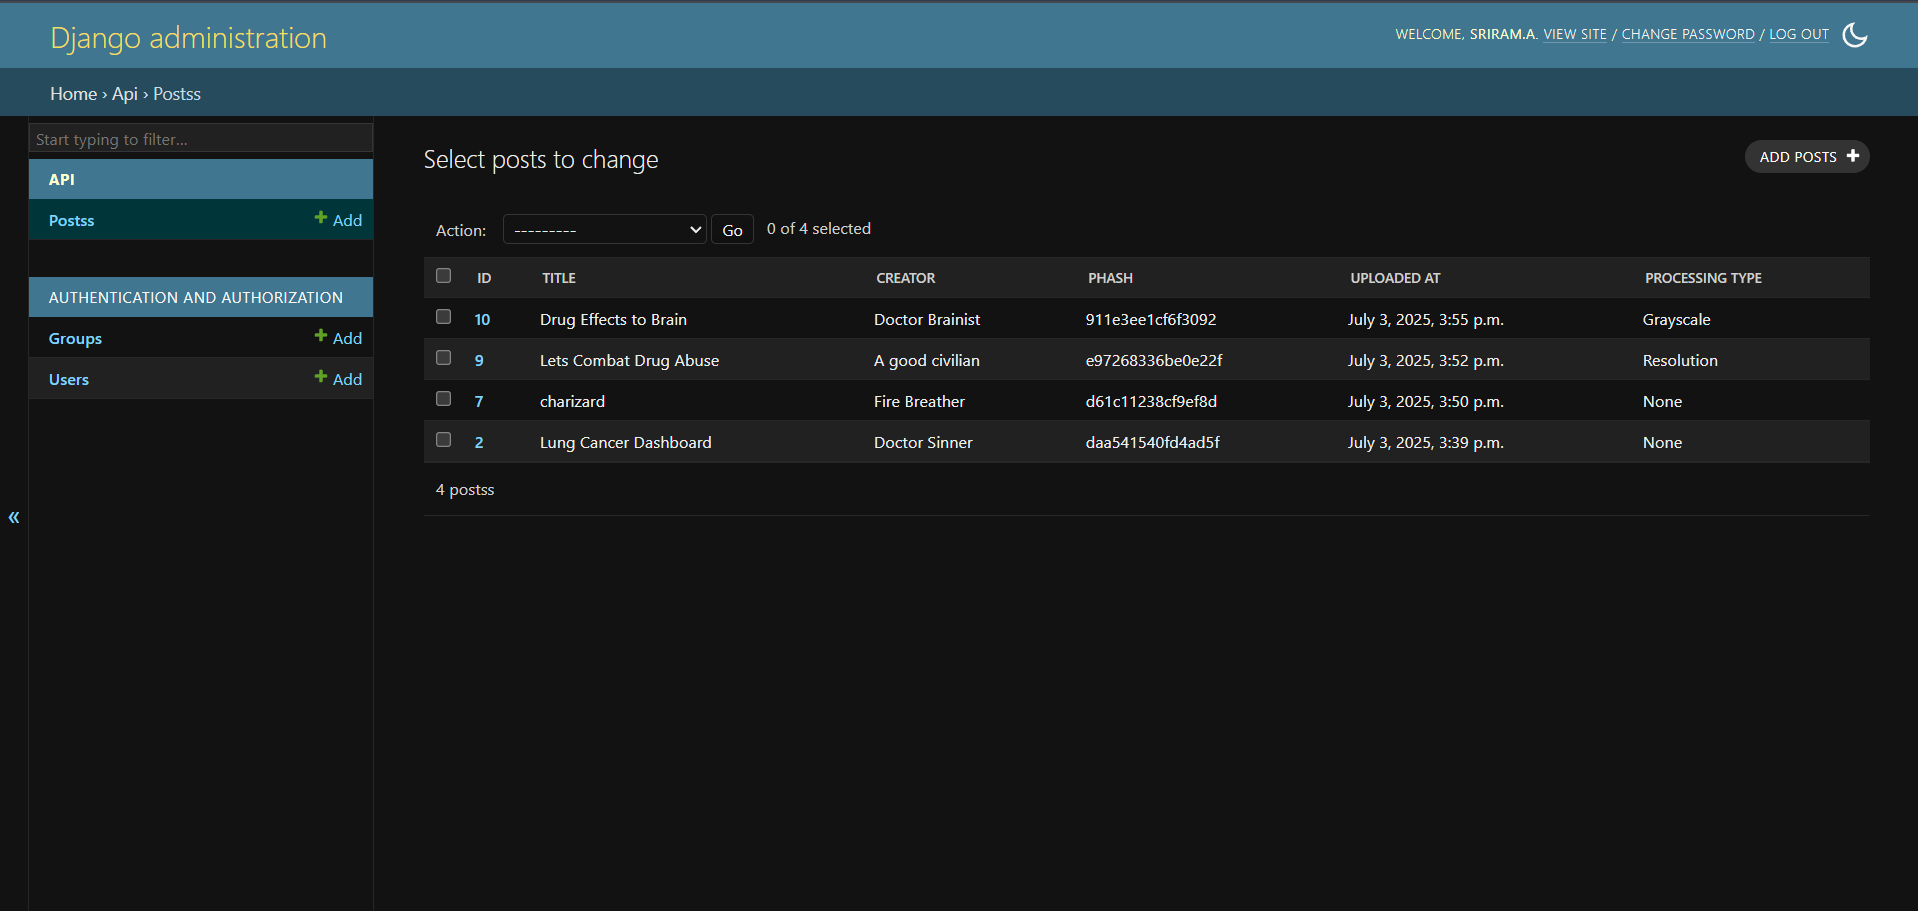 Django administration
WELCOME, SRIRAM.A. VIEW SITE / CHANGE PASSWORD / LOG OUT
Home › Api › Postss
Start typing to filter...
API
Postss + Add
AUTHENTICATION AND AUTHORIZATION
Groups + Add
Users + Add
«
Select posts to change
ADD POSTS +
Action: --------- Go 0 of 4 selected
ID TITLE CREATOR PHASH UPLOADED AT PROCESSING TYPE
10 Drug Effects to Brain Doctor Brainist 911e3ee1cf6f3092 July 3, 2025, 3:55 p.m. Grayscale
9 Lets Combat Drug Abuse A good civilian e97268336be0e22f July 3, 2025, 3:52 p.m. Resolution
7 charizard Fire Breather d61c11238cf9ef8d July 3, 2025, 3:50 p.m. None
2 Lung Cancer Dashboard Doctor Sinner daa541540fd4ad5f July 3, 2025, 3:39 p.m. None
4 postss